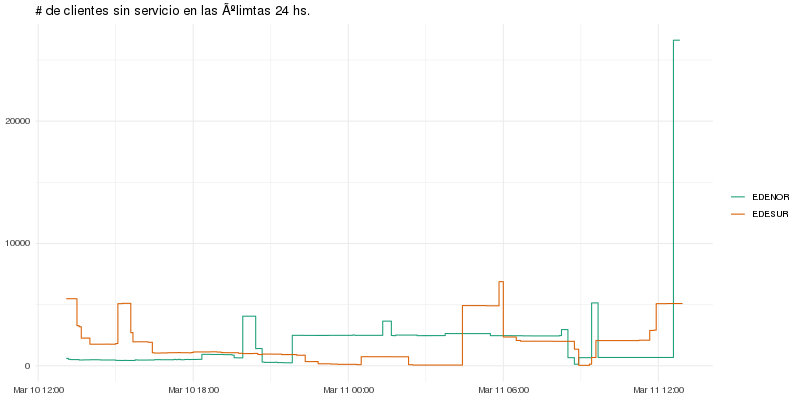 # de clientes sin servicio en las Ãºlimtas 24 hs.
20000
10000
0
Mar 10 12:00
Mar 10 18:00
Mar 11 00:00
Mar 11 06:00
Mar 11 12:00
EDENOR
EDESUR